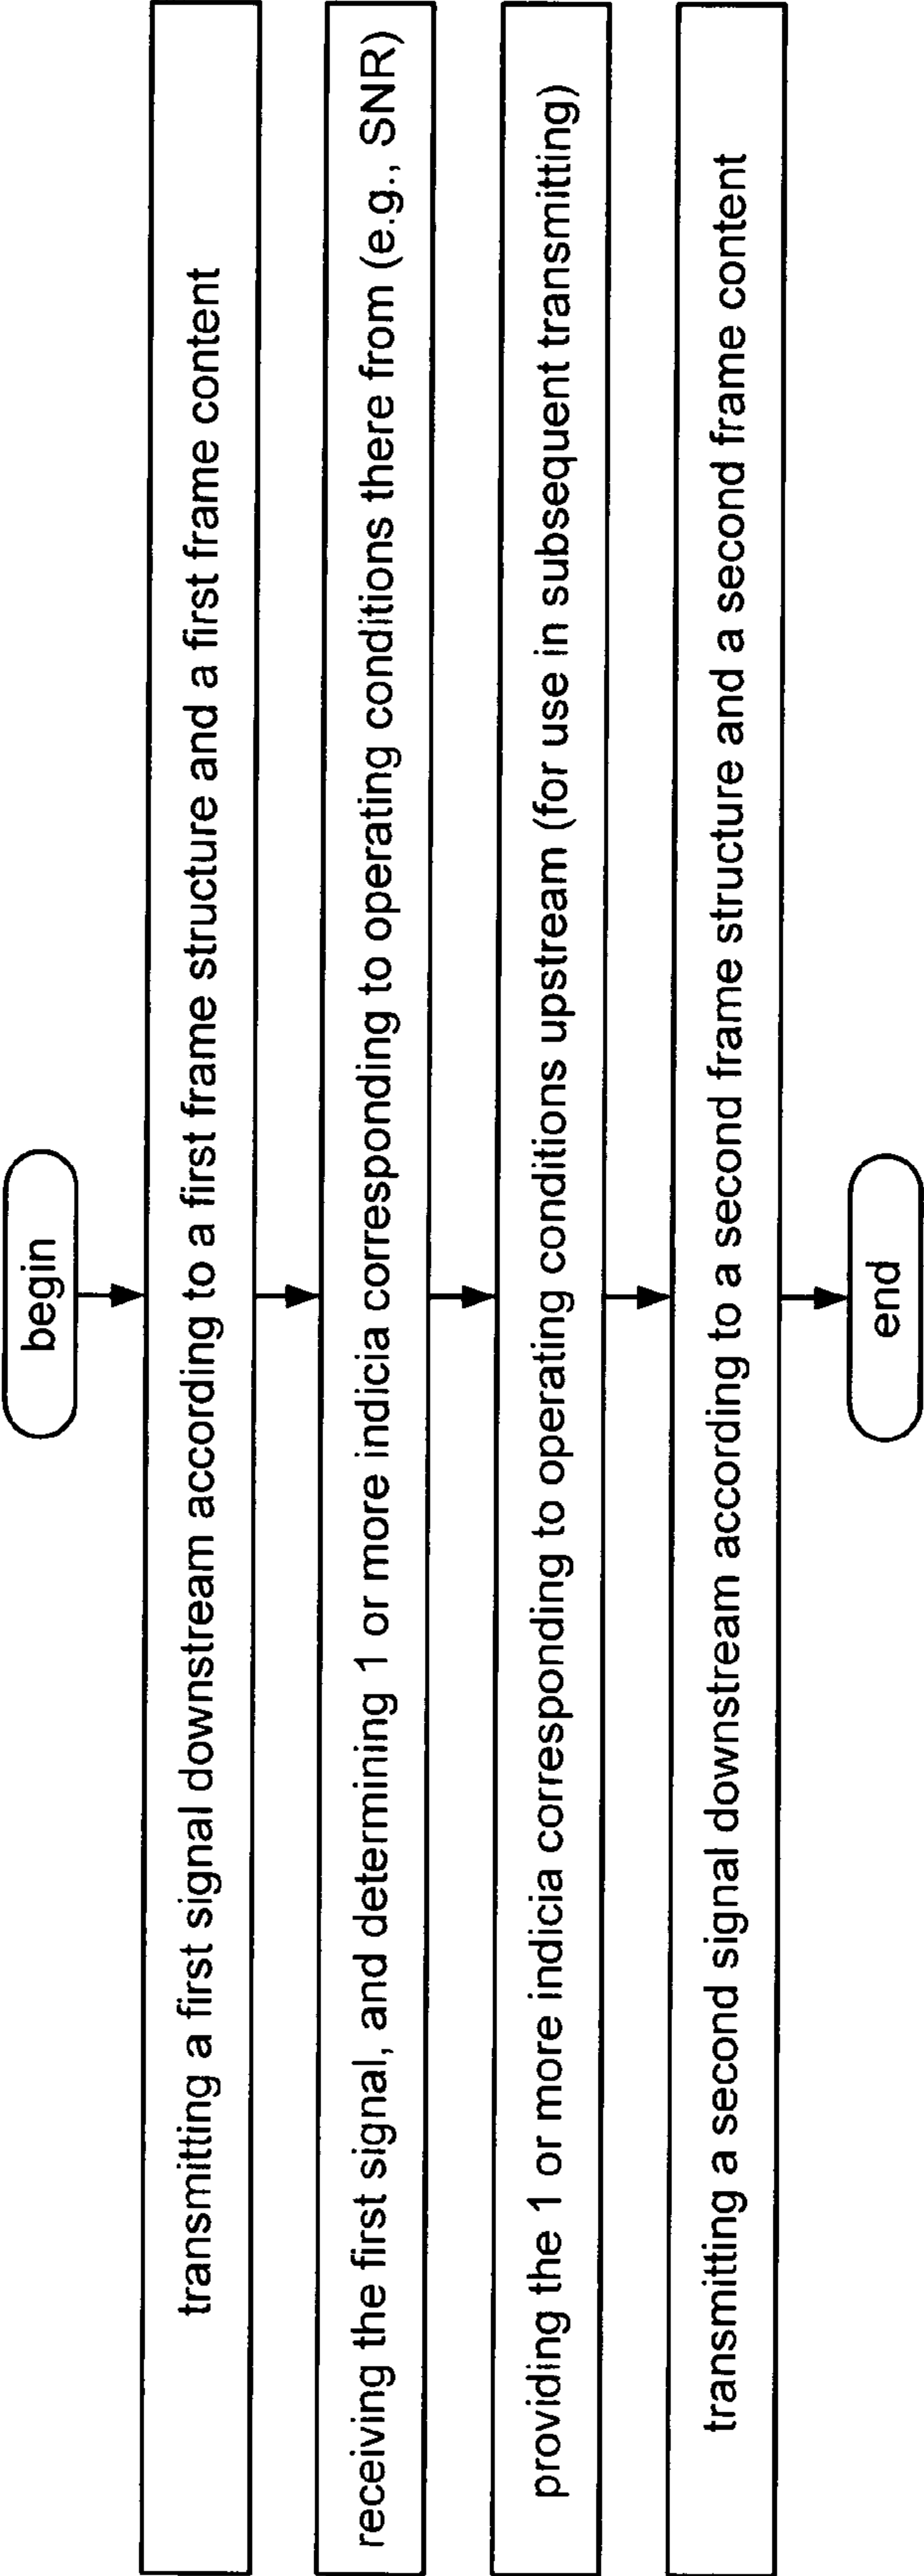 begin
transmitting a first signal downstream according to a first frame structure and a first frame content
receiving the first signal, and determining 1 or more indicia corresponding to operating conditions there from (e.g., SNR)
providing the 1 or more indicia corresponding to operating conditions upstream (for use in subsequent transmitting)
transmitting a second signal downstream according to a second frame structure and a second frame content
end